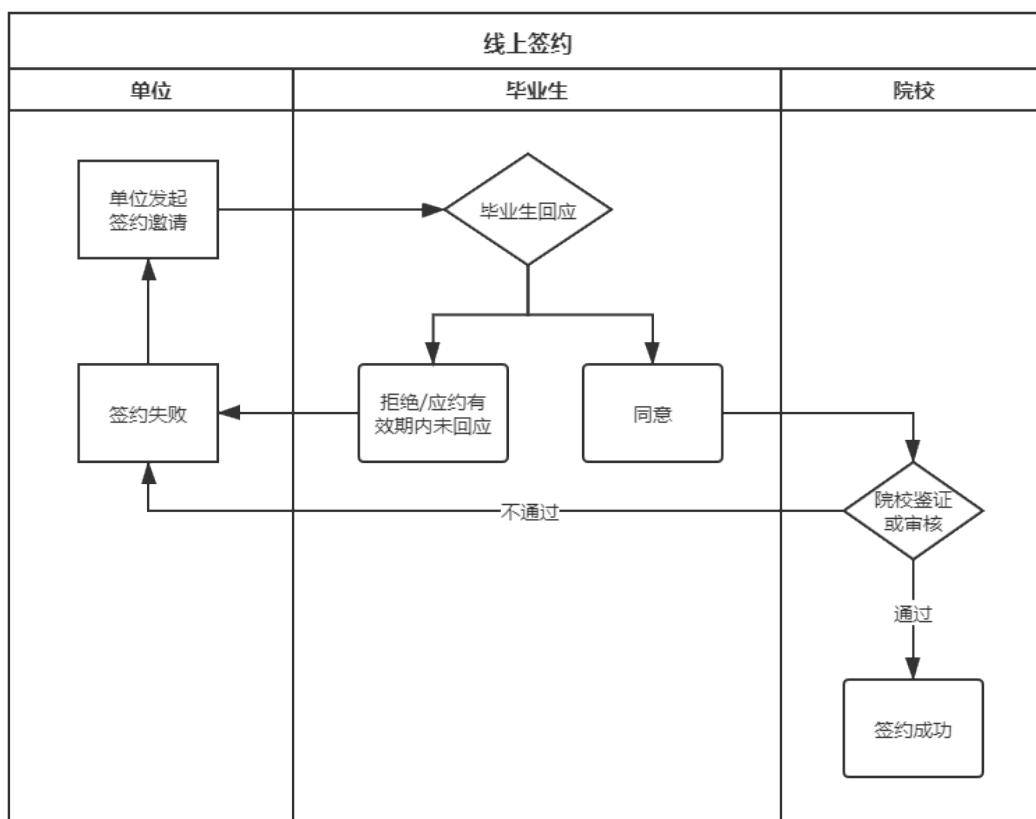 线上签约
单位
毕业生
院校
单位发起
签约邀请
毕业生回应
签约失败
拒绝/应约有
效期内未回应
同意
院校鉴证
或审核
不通过
通过
签约成功